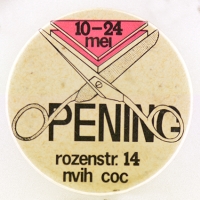 10-24
mei
OPENING
rozenstr. 14
nvih coc